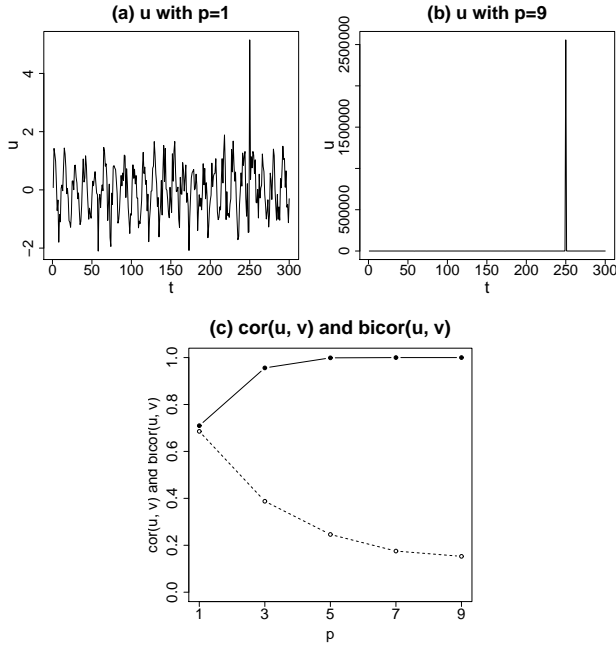 (a) u with p=1
u
−2 0 2 4
0 50 100 150 200 250 300
t
(b) u with p=9
u
0 500000 1500000 2500000
0 50 100 150 200 250 300
t
(c) cor(u, v) and bicor(u, v)
cor(u, v) and bicor(u, v)
0.0 0.2 0.4 0.6 0.8 1.0
1 3 5 7 9
p